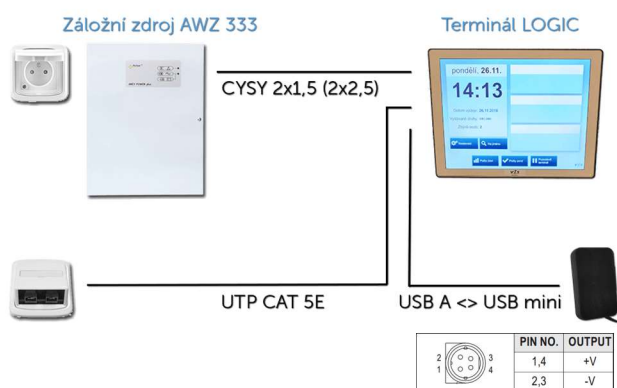 Záložní zdroj AWZ 333
Terminál LOGIC
pondělí, 26.11.
14:13
CYSY 2x1,5 (2x2,5)
UTP CAT 5E
USB A <> USB mini
PIN NO. OUTPUT
2 3
1 4
1,4 +V
2,3 -V